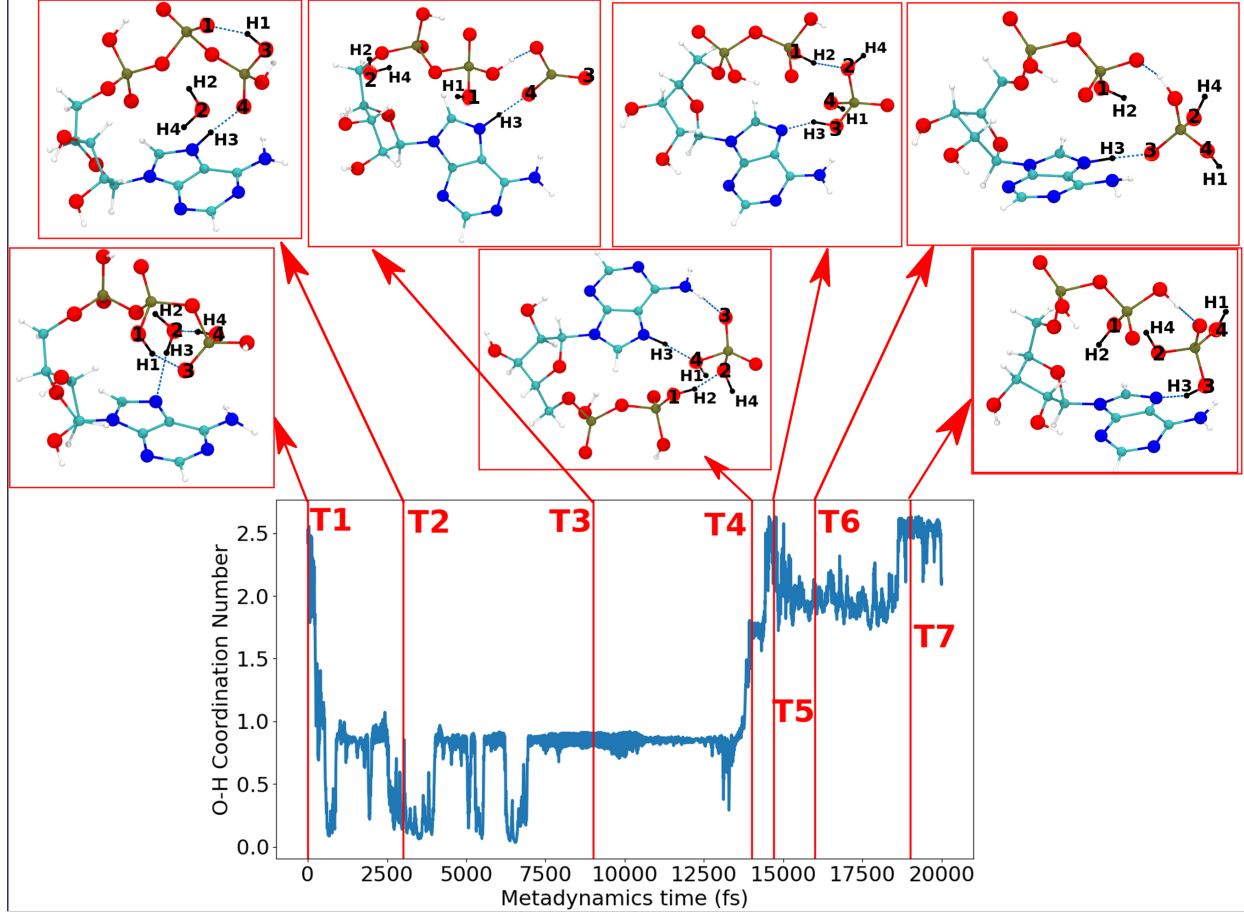 1
H1
3
H2
2
4
H4
H3
H2
2
H4
H1
1
3
4
H3
1
H2
H4
2
4
H1
H3
3
1
H2
H4
2
H3
3
4
H1
H2
1
2
H4
4
H1
H3
3
3
H3
4
H1
2
1
H2
H4
H1
1
H4
4
H2
2
H3
3
T1
T2
T3
T4
T6
T7
T5
O-H Coordination Number
2.5
2.0
1.5
1.0
0.5
0.0
0 2500 5000 7500 10000 12500 15000 17500 20000
Metadynamics time (fs)